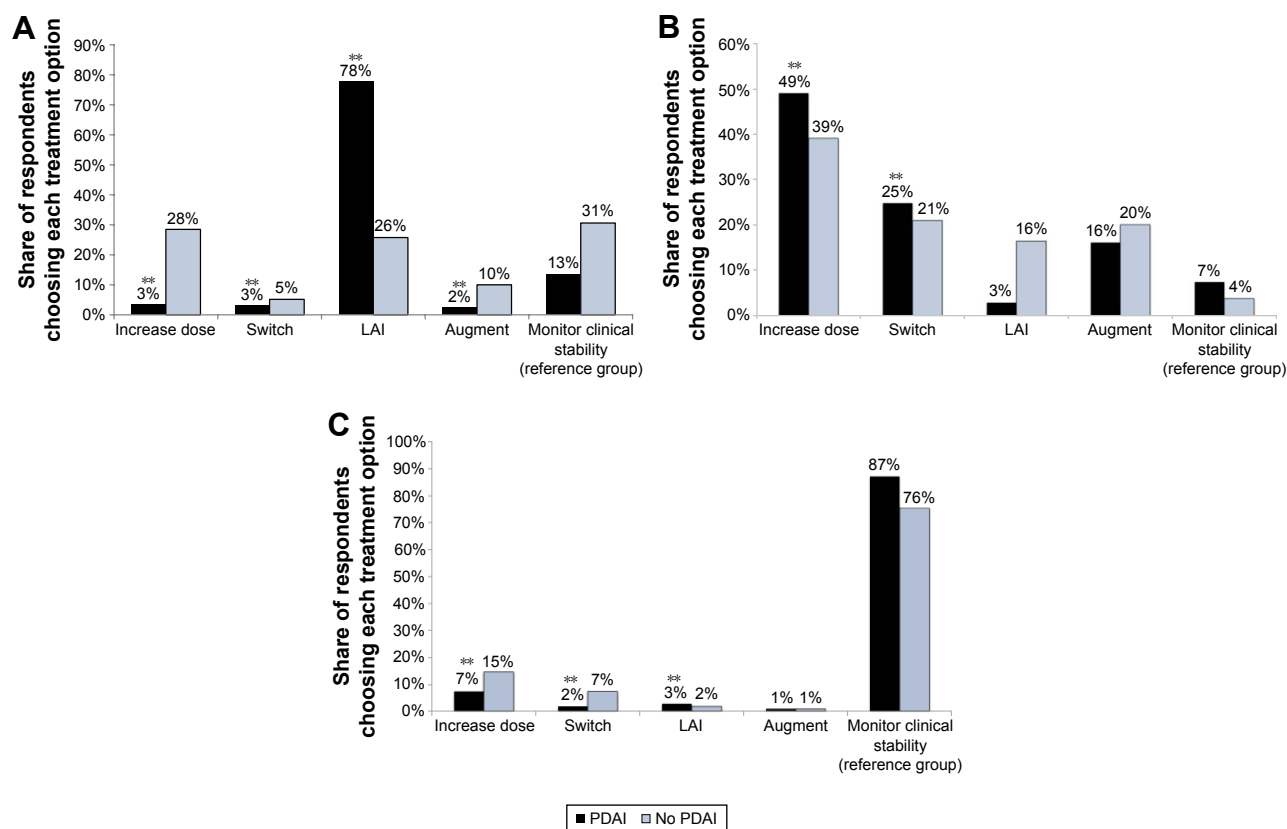 A
Share of respondents
choosing each treatment option
90%
80%
70%
60%
50%
40%
30%
20%
10%
0%
**
3%
28%
**
3%
5%
**
78%
26%
**
2%
10%
13%
31%
Increase dose
Switch
LAI
Augment
Monitor clinical
stability
(reference group)
B
Share of respondents
choosing each treatment option
60%
50%
40%
30%
20%
10%
0%
**
49%
39%
**
25%
21%
3%
16%
16%
20%
7%
4%
Increase dose
Switch
LAI
Augment
Monitor clinical
stability
(reference group)
C
Share of respondents
choosing each treatment option
100%
90%
80%
70%
60%
50%
40%
30%
20%
10%
0%
**
7%
15%
**
2%
7%
**
3%
2%
1%
1%
87%
76%
Increase dose
Switch
LAI
Augment
Monitor clinical
stability
(reference group)
PDAI
No PDAI